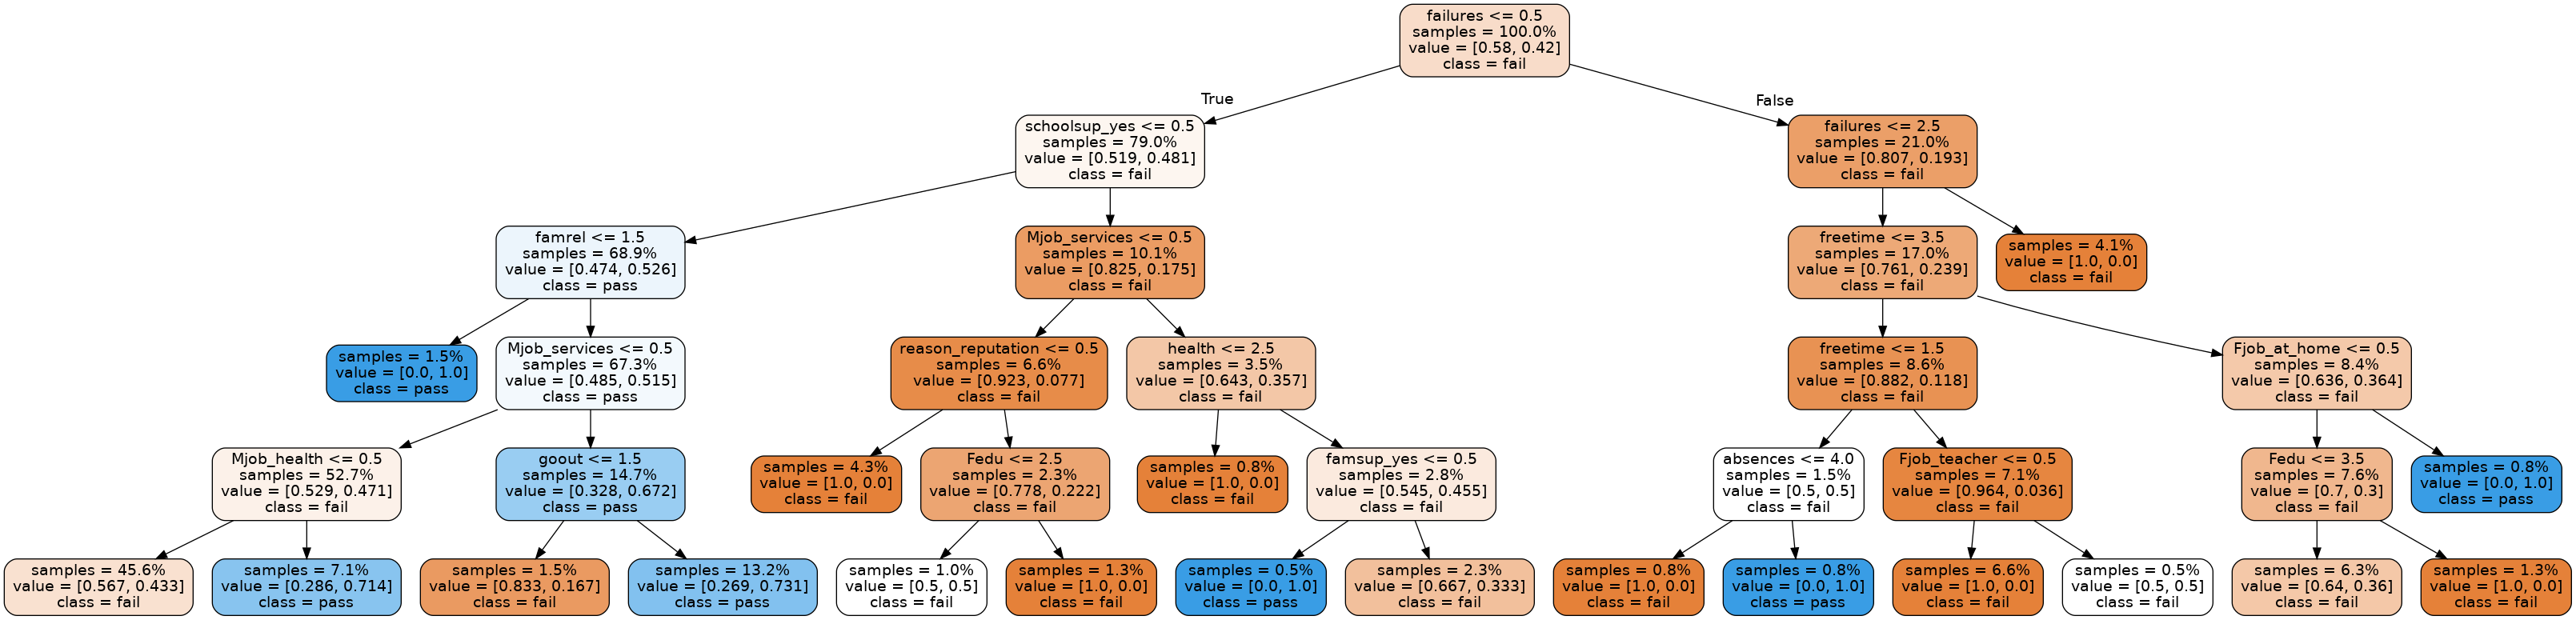 failures <= 0.5
samples = 100.0%
value = [0.58, 0.42]
class = fail
True
False
schoolsup_yes <= 0.5
samples = 79.0%
value = [0.519, 0.481]
class = fail
failures <= 2.5
samples = 21.0%
value = [0.807, 0.193]
class = fail
famrel <= 1.5
samples = 68.9%
value = [0.474, 0.526]
class = pass
Mjob_services <= 0.5
samples = 10.1%
value = [0.825, 0.175]
class = fail
freetime <= 3.5
samples = 17.0%
value = [0.761, 0.239]
class = fail
samples = 4.1%
value = [1.0, 0.0]
class = fail
samples = 1.5%
value = [0.0, 1.0]
class = pass
Mjob_services <= 0.5
samples = 67.3%
value = [0.485, 0.515]
class = pass
reason_reputation <= 0.5
samples = 6.6%
value = [0.923, 0.077]
class = fail
health <= 2.5
samples = 3.5%
value = [0.643, 0.357]
class = fail
freetime <= 1.5
samples = 8.6%
value = [0.882, 0.118]
class = fail
Fjob_at_home <= 0.5
samples = 8.4%
value = [0.636, 0.364]
class = fail
Mjob_health <= 0.5
samples = 52.7%
value = [0.529, 0.471]
class = fail
goout <= 1.5
samples = 14.7%
value = [0.328, 0.672]
class = pass
samples = 4.3%
value = [1.0, 0.0]
class = fail
Fedu <= 2.5
samples = 2.3%
value = [0.778, 0.222]
class = fail
samples = 0.8%
value = [1.0, 0.0]
class = fail
famsup_yes <= 0.5
samples = 2.8%
value = [0.545, 0.455]
class = fail
absences <= 4.0
samples = 1.5%
value = [0.5, 0.5]
class = fail
Fjob_teacher <= 0.5
samples = 7.1%
value = [0.964, 0.036]
class = fail
Fedu <= 3.5
samples = 7.6%
value = [0.7, 0.3]
class = fail
samples = 0.8%
value = [0.0, 1.0]
class = pass
samples = 45.6%
value = [0.567, 0.433]
class = fail
samples = 7.1%
value = [0.286, 0.714]
class = pass
samples = 1.5%
value = [0.833, 0.167]
class = fail
samples = 13.2%
value = [0.269, 0.731]
class = pass
samples = 1.0%
value = [0.5, 0.5]
class = fail
samples = 1.3%
value = [1.0, 0.0]
class = fail
samples = 0.5%
value = [0.0, 1.0]
class = pass
samples = 2.3%
value = [0.667, 0.333]
class = fail
samples = 0.8%
value = [1.0, 0.0]
class = fail
samples = 0.8%
value = [0.0, 1.0]
class = pass
samples = 6.6%
value = [1.0, 0.0]
class = fail
samples = 0.5%
value = [0.5, 0.5]
class = fail
samples = 6.3%
value = [0.64, 0.36]
class = fail
samples = 1.3%
value = [1.0, 0.0]
class = fail